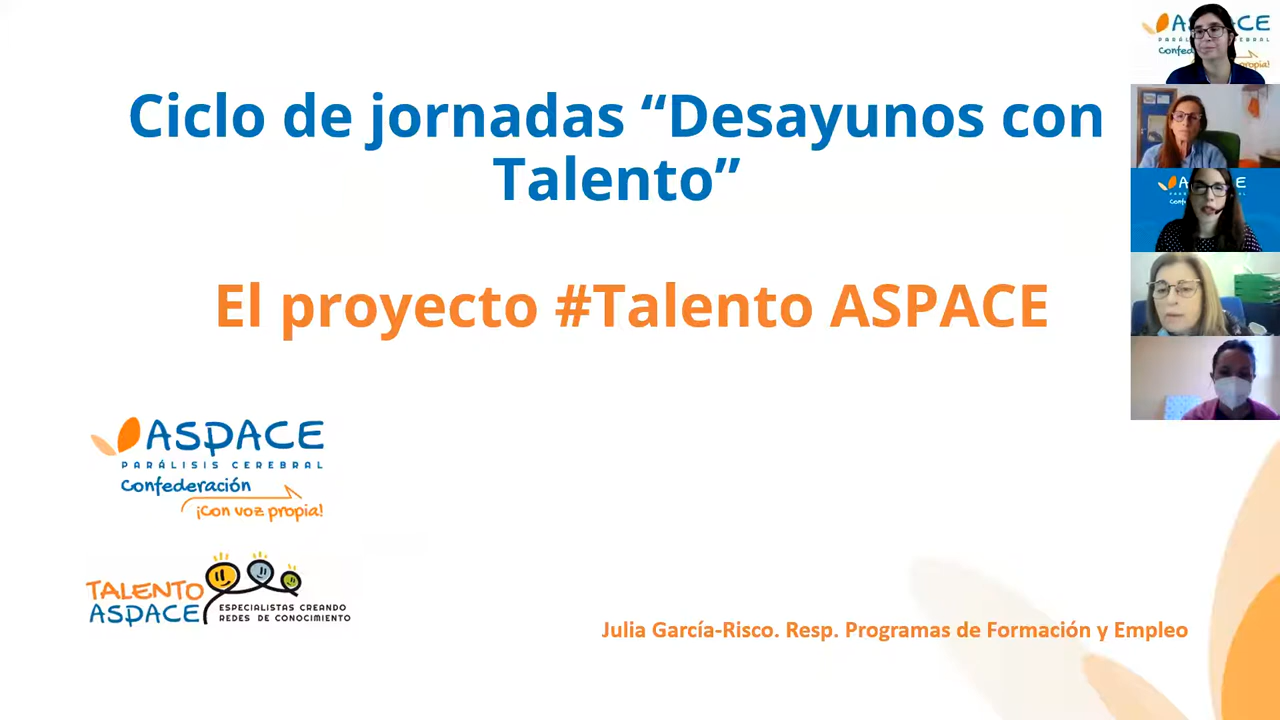 Ciclo de jornadas “Desayunos con
Talento”
El proyecto #Talento ASPACE
ASPACE
PARÁLISIS CEREBRAL
Confederación
¡Con voz propia!
TALENTO
ASPACE
ESPECIALISTAS CREANDO
REDES DE CONOCIMIENTO
Julia García-Risco. Resp. Programas de Formación y Empleo